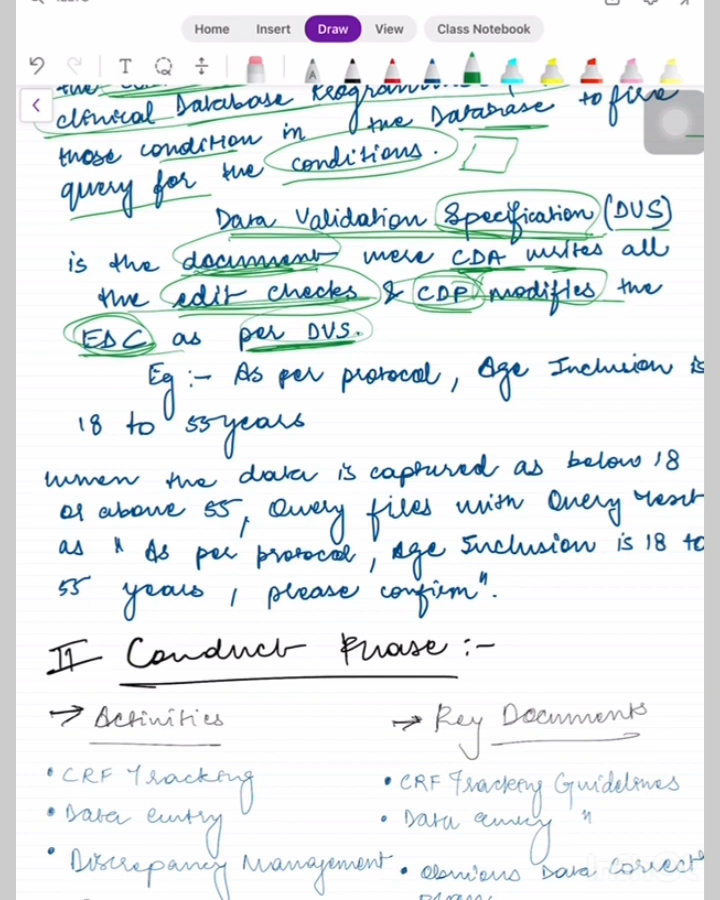 Home Insert Draw View Class Notebook
the
clinical Database Programm
those condition in the Database to fire
query for the conditions.
Data Validation Specification (DVS)
is the document were CDA writes all
the edit checks & CDP modifies the
EDC as per DVS.
Eg :- As per protocol, Age Inclusion is
18 to 55 years
When the data is captured as below 18
or above 55, Query files with Query text
as "As per protocol, Age Inclusion is 18 to
55 years, please confirm".
II Conduct Phase :-
→ Activities → Key Documents
• CRF Tracking • CRF Tracking Guidelines
• Data entry • Data entry "
• Discrepancy Management • Obvious Data Correct